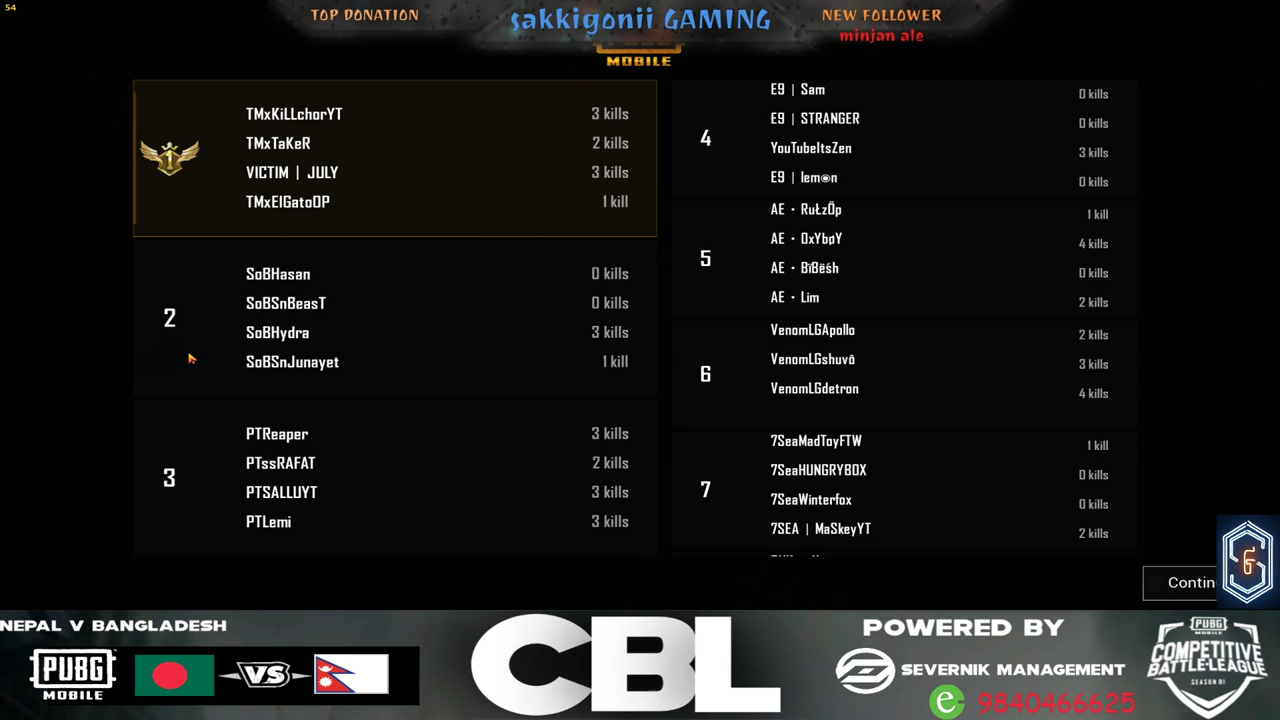 54
TOP DONATION
sakkigonii GAMING
NEW FOLLOWER
minjan ale
MOBILE
1
TMxKiLLchorYT 3 kills
TMxTaKeR 2 kills
VICTIM | JULY 3 kills
TMxElGatoOP 1 kill
2
SoBHasan 0 kills
SoBSnBeasT 0 kills
SoBHydra 3 kills
SoBSnJunayet 1 kill
3
PTReaper 3 kills
PTssRAFAT 2 kills
PTSALLUYT 3 kills
PTLemi 3 kills
4
E9 | Sam 0 kills
E9 | STRANGER 0 kills
YouTubeItsZen 3 kills
E9 | lem◉n 0 kills
5
AE · RuŁzŐp 1 kill
AE · OxYbøY 4 kills
AE · BîBëśh 0 kills
AE · Lim 2 kills
6
VenomLGApollo 2 kills
VenomLGshuvô 3 kills
VenomLGdetron 4 kills
7
7SeaMadToyFTW 1 kill
7SeaHUNGRYBOX 0 kills
7SeaWinterfox 0 kills
7SEA | MaSkeyYT 2 kills
Contin
NEPAL V BANGLADESH
PUBG
MOBILE
VS
CBL
POWERED BY
SEVERNIK MANAGEMENT
e 9840466625
PUBG
MOBILE
COMPETITIVE
BATTLE-LEAGUE
SEASON 01